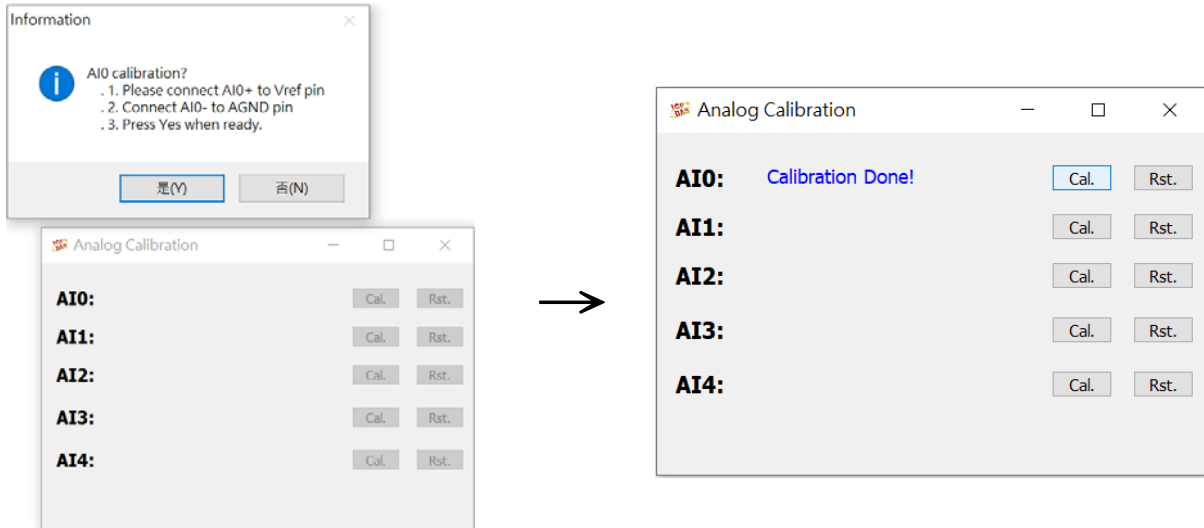 Information
AI0 calibration?
. 1. Please connect AI0+ to Vref pin
. 2. Connect AI0- to AGND pin
. 3. Press Yes when ready.
是(Y) 否(N)
Analog Calibration
AI0: Cal. Rst.
AI1: Cal. Rst.
AI2: Cal. Rst.
AI3: Cal. Rst.
AI4: Cal. Rst.
Analog Calibration
AI0: Calibration Done! Cal. Rst.
AI1: Cal. Rst.
AI2: Cal. Rst.
AI3: Cal. Rst.
AI4: Cal. Rst.